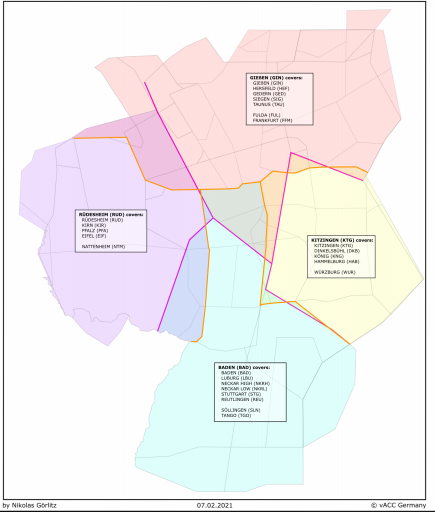 GIEßEN (GIN) covers:
GIEßEN (GIN)
HERSFELD (HEF)
GEDERN (GED)
SIEGEN (SIG)
TAUNUS (TAU)
FULDA (FUL)
FRANKFURT (FFM)
RÜDESHEIM (RUD) covers:
RÜDESHEIM (RUD)
KIRN (KIR)
PFALZ (PFA)
EIFEL (EIF)
NATTENHEIM (NTM)
KITZINGEN (KTG) covers:
KITZINGEN (KTG)
DINKELSBÜHL (DKB)
KÖNIG (KNG)
HAMMELBURG (HAB)
WÜRZBURG (WUR)
BADEN (BAD) covers:
BADEN (BAD)
LUBURG (LBU)
NECKAR HIGH (NKRH)
NECKAR LOW (NKRL)
STUTTGART (STG)
REUTLINGEN (REU)
SÖLLINGEN (SLN)
TANGO (TGO)
by Nikolas Görlitz
07.02.2021
© vACC Germany